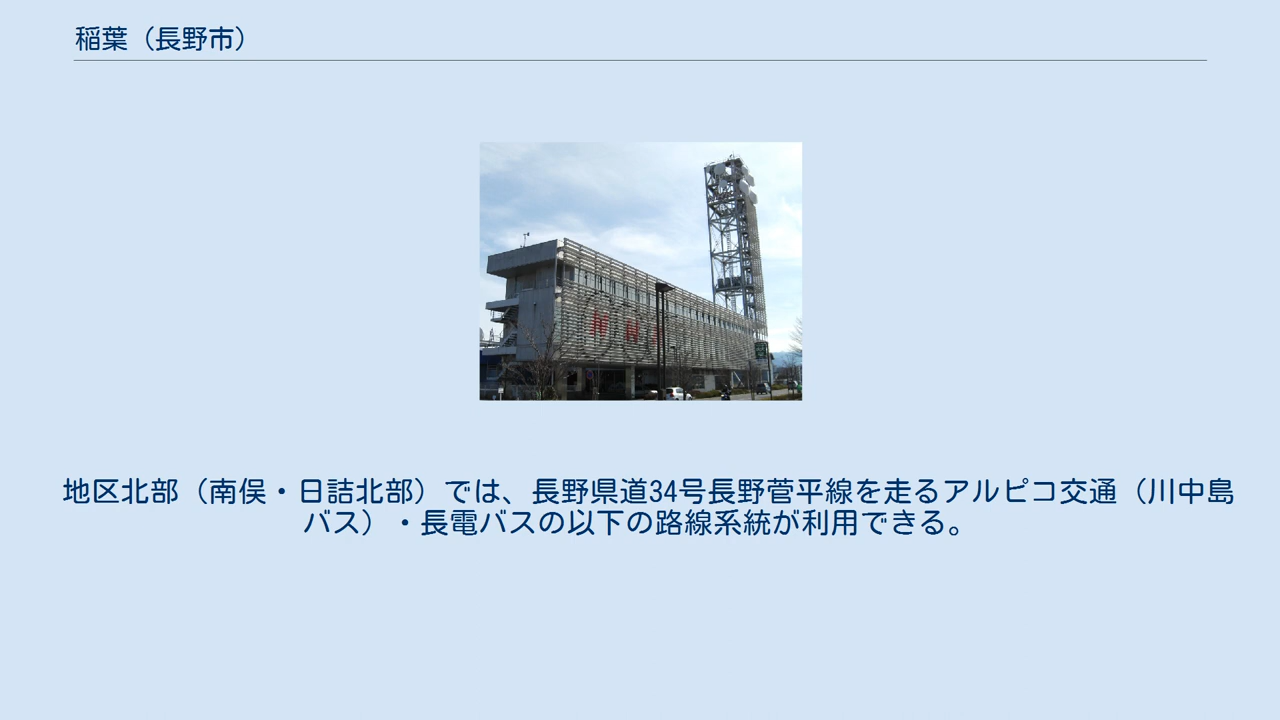 稲葉（長野市）
NHK
地区北部（南俣・日詰北部）では、長野県道34号長野菅平線を走るアルピコ交通（川中島
バス）・長電バスの以下の路線系統が利用できる。